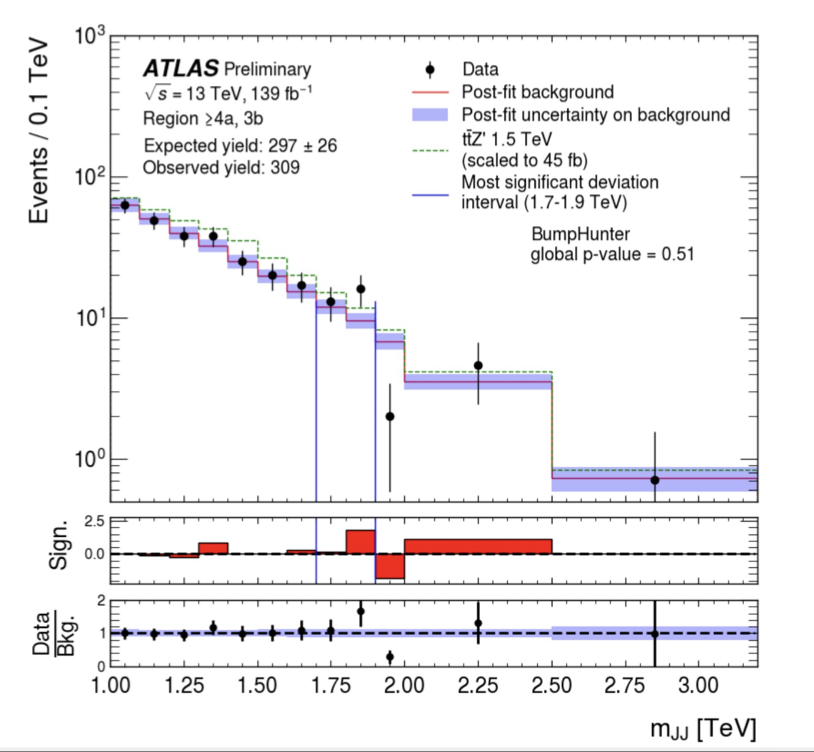 10³
Events / 0.1 TeV
ATLAS Preliminary
√s = 13 TeV, 139 fb⁻¹
Region ≥4a, 3b
Expected yield: 297 ± 26
Observed yield: 309
Data
Post-fit background
Post-fit uncertainty on background
tt̄Z' 1.5 TeV
(scaled to 45 fb)
Most significant deviation
interval (1.7-1.9 TeV)
BumpHunter
global p-value = 0.51
10²
10¹
10⁰
Sign.
2.5
0.0
Data
Bkg.
2
1
0
1.00 1.25 1.50 1.75 2.00 2.25 2.50 2.75 3.00
m_JJ [TeV]